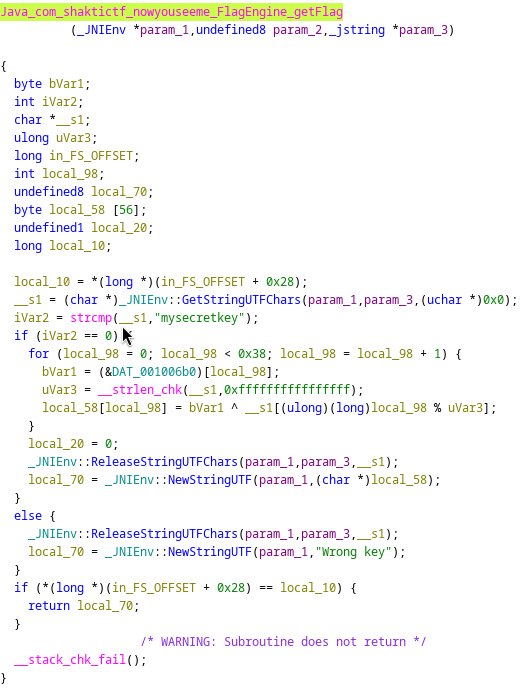 Java_com_shaktictf_nowyouseeme_FlagEngine_getFlag
(_JNIEnv *param_1,undefined8 param_2,_jstring *param_3)
{
byte bVar1;
int iVar2;
char *__s1;
ulong uVar3;
long in_FS_OFFSET;
int local_98;
undefined8 local_70;
byte local_58 [56];
undefined1 local_20;
long local_10;
local_10 = *(long *)(in_FS_OFFSET + 0x28);
__s1 = (char *)_JNIEnv::GetStringUTFChars(param_1,param_3,(uchar *)0x0);
iVar2 = strcmp(__s1,"mysecretkey");
if (iVar2 == 0) {
for (local_98 = 0; local_98 < 0x38; local_98 = local_98 + 1) {
bVar1 = (&DAT_001006b0)[local_98];
uVar3 = __strlen_chk(__s1,0xffffffffffffffff);
local_58[local_98] = bVar1 ^ __s1[(ulong)(long)local_98 % uVar3];
}
local_20 = 0;
_JNIEnv::ReleaseStringUTFChars(param_1,param_3,__s1);
local_70 = _JNIEnv::NewStringUTF(param_1,(char *)local_58);
}
else {
_JNIEnv::ReleaseStringUTFChars(param_1,param_3,__s1);
local_70 = _JNIEnv::NewStringUTF(param_1,"Wrong key");
}
if (*(long *)(in_FS_OFFSET + 0x28) == local_10) {
return local_70;
}
/* WARNING: Subroutine does not return */
__stack_chk_fail();
}